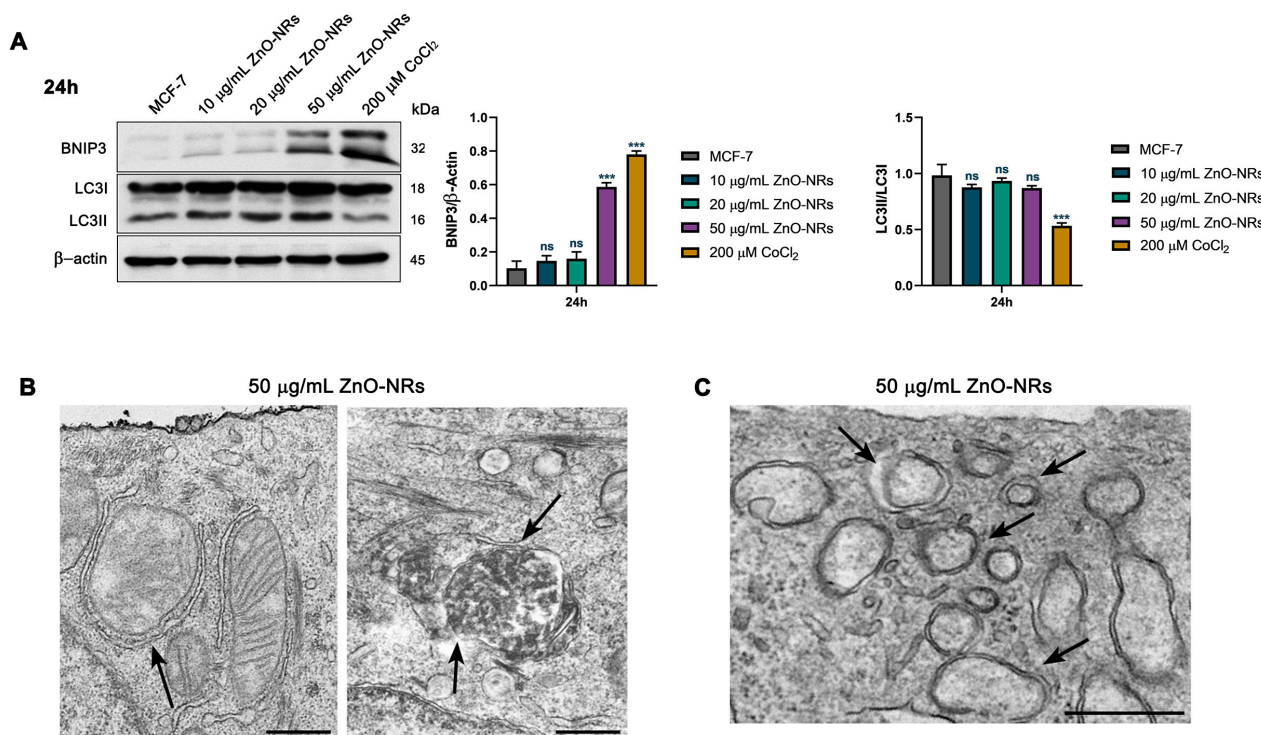 A
24h
MCF-7
10 μg/mL ZnO-NRs
20 μg/mL ZnO-NRs
50 μg/mL ZnO-NRs
200 μM CoCl₂
kDa
BNIP3
32
LC3I
18
LC3II
16
β–actin
45
BNIP3/β-Actin
1.0
0.8
0.6
0.4
0.2
0.0
ns
ns
***
***
24h
MCF-7
10 μg/mL ZnO-NRs
20 μg/mL ZnO-NRs
50 μg/mL ZnO-NRs
200 μM CoCl₂
LC3II/LC3I
1.5
1.0
0.5
0.0
ns
ns
ns
***
24h
MCF-7
10 μg/mL ZnO-NRs
20 μg/mL ZnO-NRs
50 μg/mL ZnO-NRs
200 μM CoCl₂
B
50 μg/mL ZnO-NRs
C
50 μg/mL ZnO-NRs